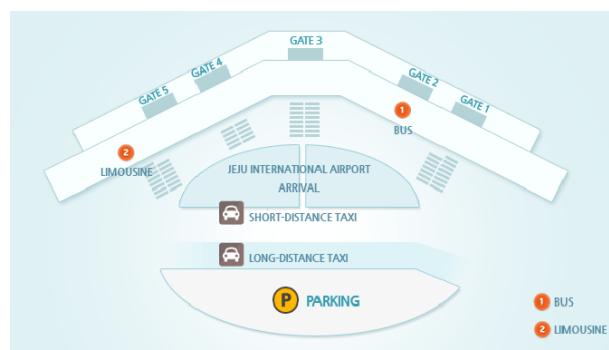 GATE 3
GATE 4
GATE 2
GATE 5
GATE 1
1
BUS
2
LIMOUSINE
JEJU INTERNATIONAL AIRPORT
ARRIVAL
SHORT-DISTANCE TAXI
LONG-DISTANCE TAXI
P PARKING
1 BUS
2 LIMOUSINE